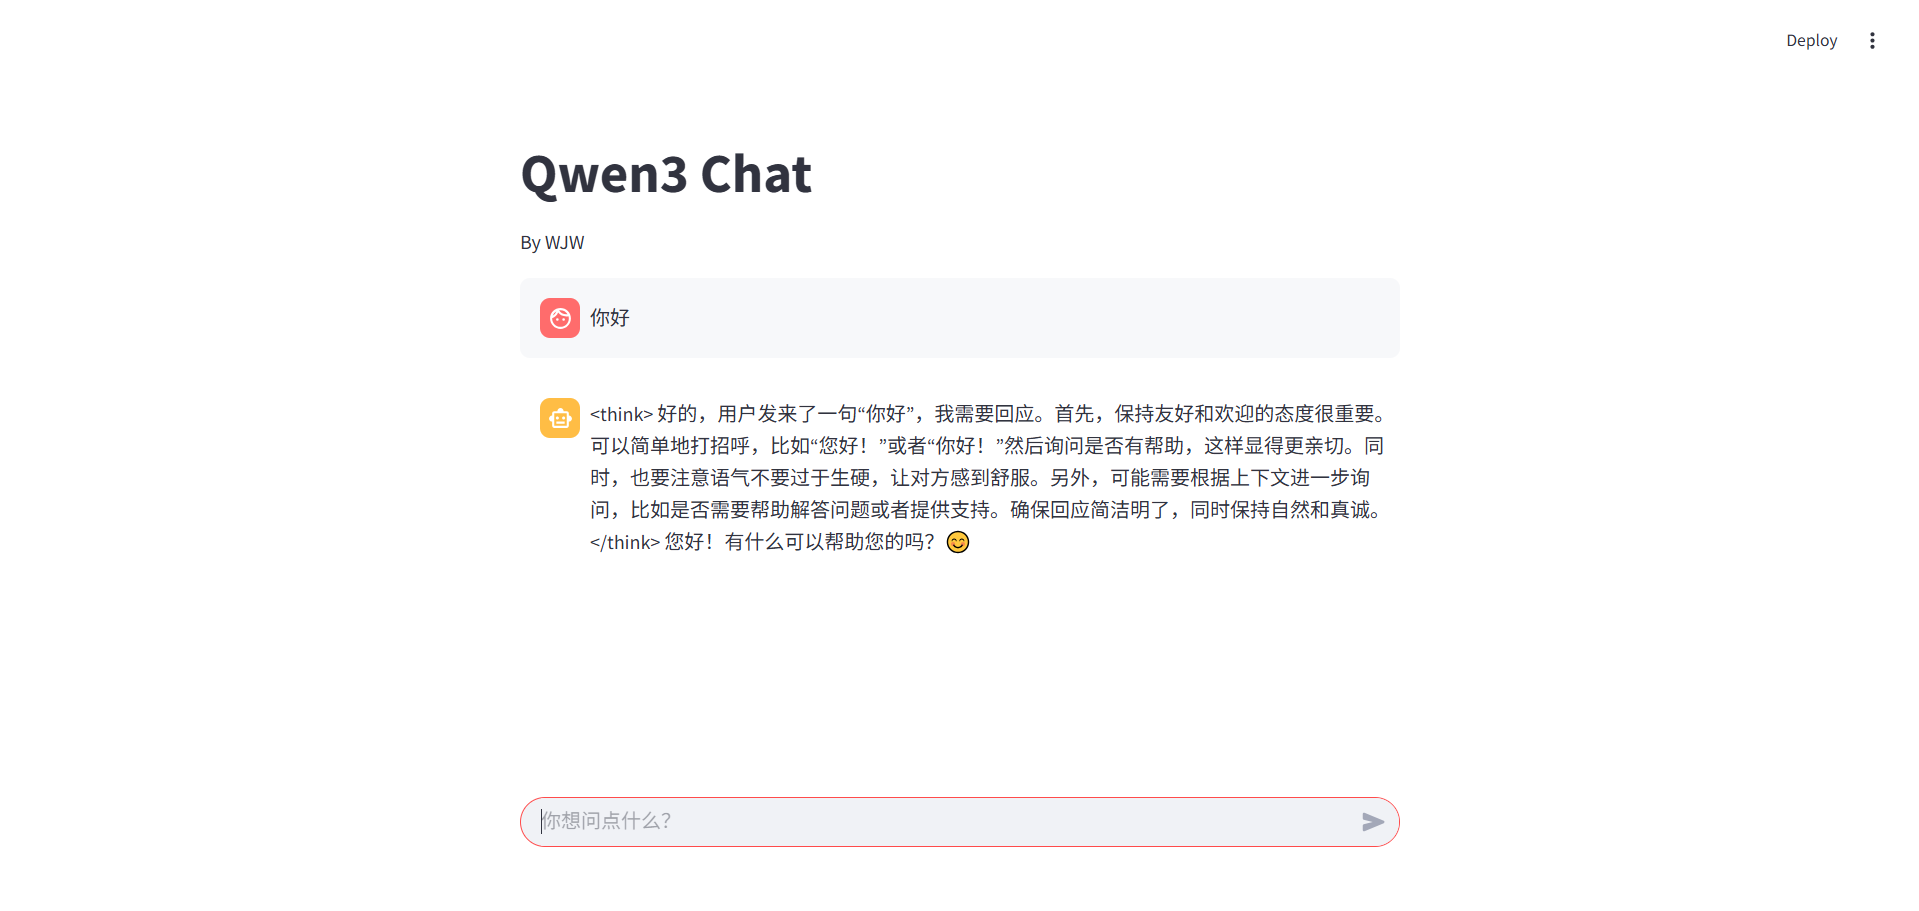 Deploy
Qwen3 Chat
By WJW
你好
<think> 好的，用户发来了一句“你好”，我需要回应。首先，保持友好和欢迎的态度很重要。
可以简单地打招呼，比如“您好！”或者“你好！”然后询问是否有帮助，这样显得更亲切。同
时，也要注意语气不要过于生硬，让对方感到舒服。另外，可能需要根据上下文进一步询
问，比如是否需要帮助解答问题或者提供支持。确保回应简洁明了，同时保持自然和真诚。
</think> 您好！有什么可以帮助您的吗？😊
你想问点什么？